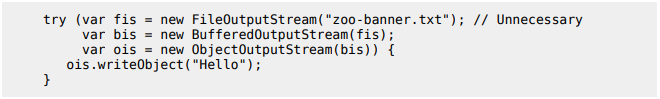 try (var fis = new FileOutputStream("zoo-banner.txt"); // Unnecessary
     var bis = new BufferedOutputStream(fis);
     var ois = new ObjectOutputStream(bis)) {
   ois.writeObject("Hello");
}